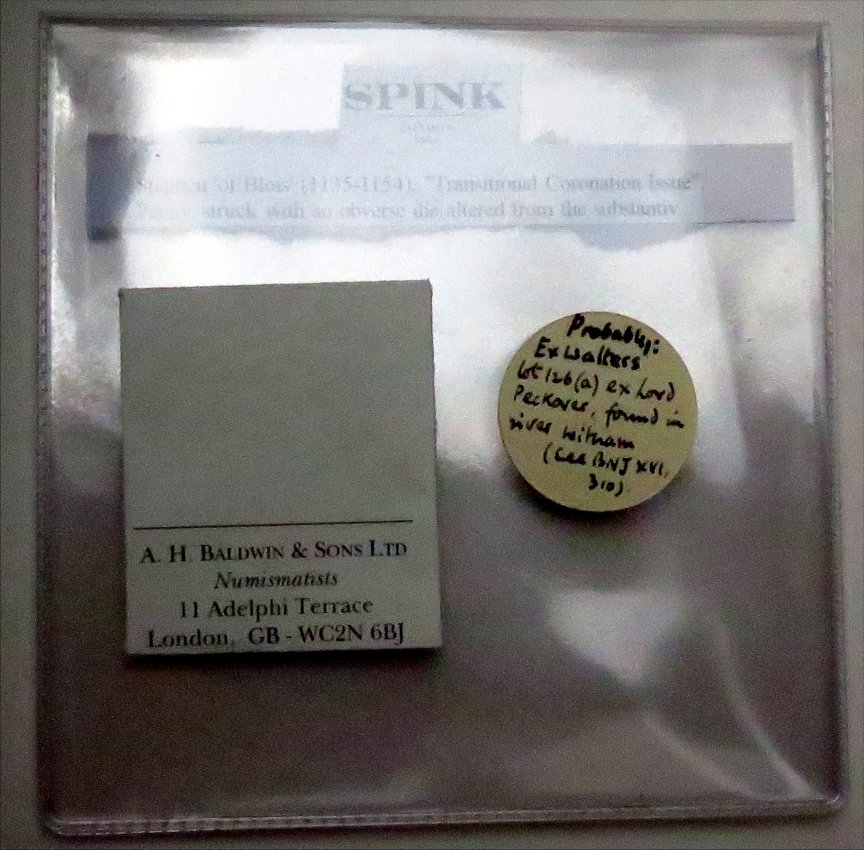 SPINK
LONDON
Stephen of Blois (1135-1154), "Transitional Coronation Issue",
struck with an obverse die altered from the substantiv
Probably:
Ex Walters
lot 126(a) ex Lord
Peckover, found in
river Witham
(See BNJ XVI,
310).
A. H. BALDWIN & SONS LTD
Numismatists
11 Adelphi Terrace
London, GB - WC2N 6BJ